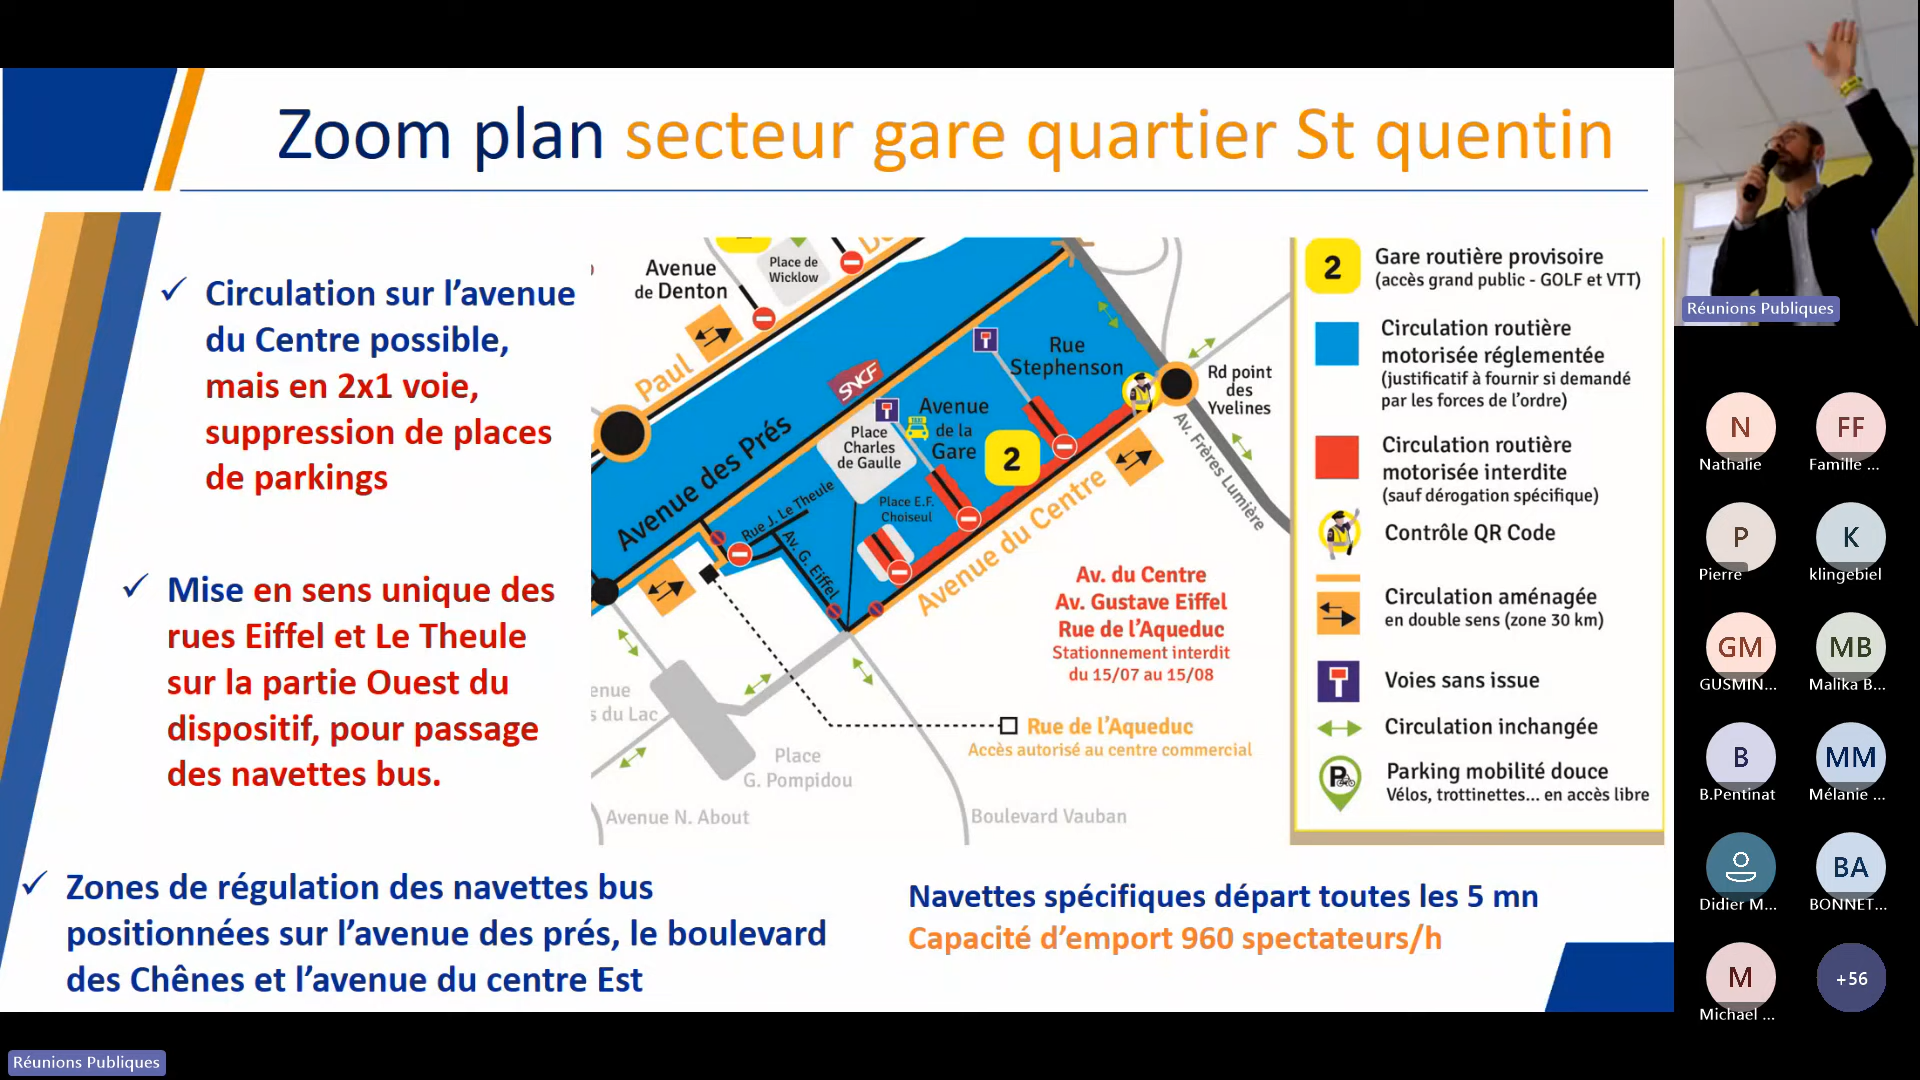 Zoom plan secteur gare quartier St quentin
✓ Circulation sur l’avenue
du Centre possible,
mais en 2x1 voie,
suppression de places
de parkings
✓ Mise en sens unique des
rues Eiffel et Le Theule
sur la partie Ouest du
dispositif, pour passage
des navettes bus.
✓ Zones de régulation des navettes bus
positionnées sur l’avenue des prés, le boulevard
des Chênes et l’avenue du centre Est
Navettes spécifiques départ toutes les 5 mn
Capacité d’emport 960 spectateurs/h
Avenue
de Denton
Place de
Wicklow
Paul
SNCF
Avenue des Prés
Rue
Stephenson
Rd point
des
Yvelines
Avenue
de la
Gare
Place
Charles
de Gaulle
2
Place E.F.
Choiseul
Rue J. Le Theule
Av. G. Eiffel
Avenue du Centre
Av. Frères Lumière
Av. du Centre
Av. Gustave Eiffel
Rue de l’Aqueduc
Stationnement interdit
du 15/07 au 15/08
Rue de l’Aqueduc
Accès autorisé au centre commercial
enue
s du Lac
Place
G. Pompidou
Avenue N. About
Boulevard Vauban
2
Gare routière provisoire
(accès grand public - GOLF et VTT)
Circulation routière
motorisée réglementée
(justificatif à fournir si demandé
par les forces de l’ordre)
Circulation routière
motorisée interdite
(sauf dérogation spécifique)
Contrôle QR Code
Circulation aménagée
en double sens (zone 30 km)
Voies sans issue
Circulation inchangée
P
Parking mobilité douce
Vélos, trottinettes... en accès libre
Réunions Publiques
N
Nathalie
FF
Famille ...
P
Pierre
K
klingebiel
GM
GUSMIN...
MB
Malika B...
B
B.Pentinat
MM
Mélanie ...
Didier M...
BA
BONNET...
M
Michael ...
+56
Réunions Publiques